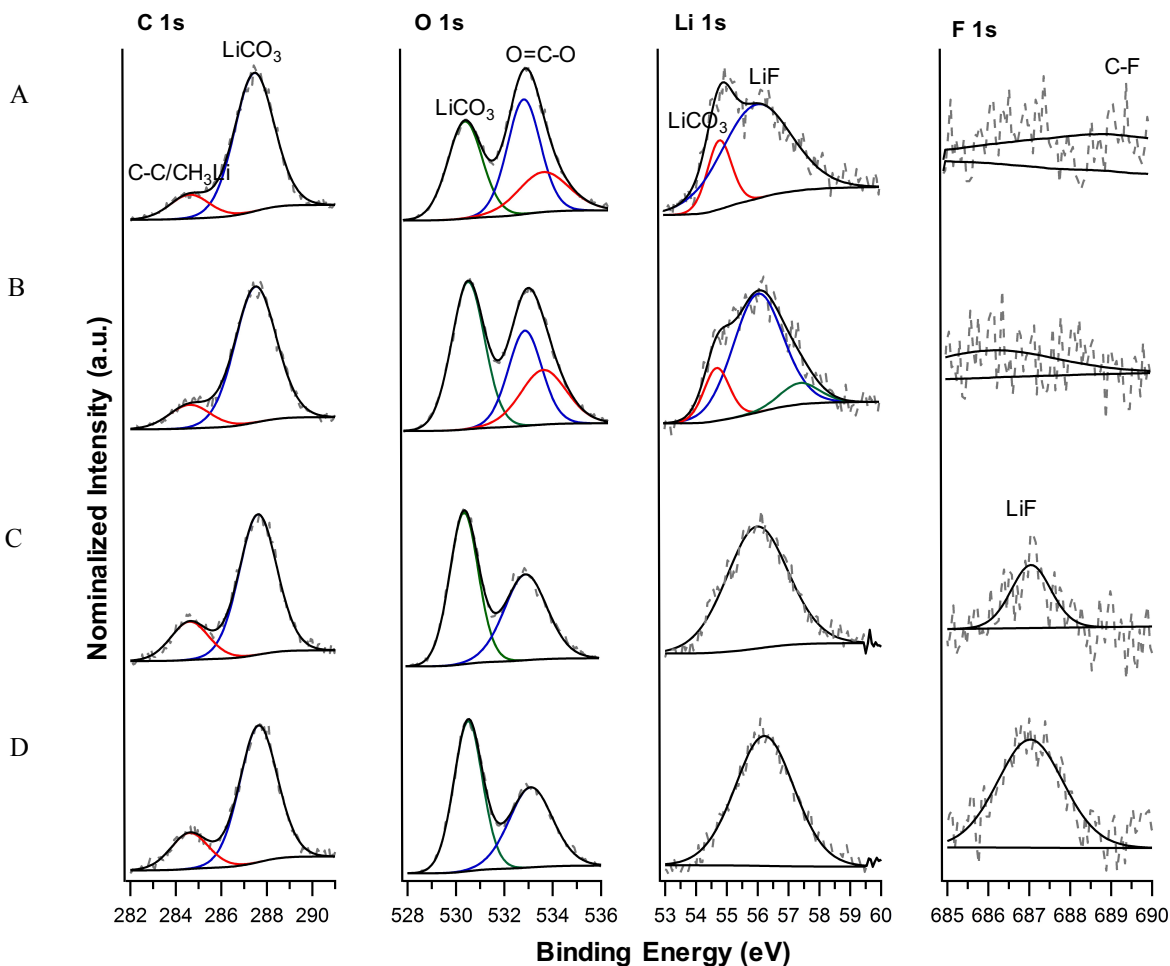 C 1s
O 1s
Li 1s
F 1s
A
LiCO3
C-C/CH3Li
LiCO3
O=C-O
LiCO3
LiF
C-F
B
C
LiF
D
Nominalized Intensity (a.u.)
282 284 286 288 290
528 530 532 534 536
53 54 55 56 57 58 59 60
685 686 687 688 689 690
Binding Energy (eV)